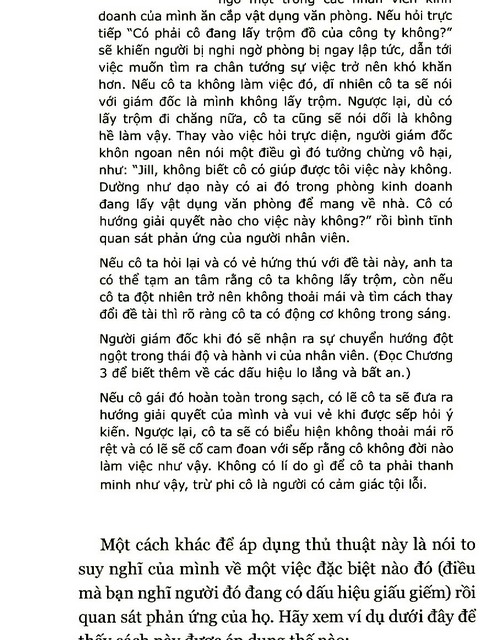 ngờ một trong các nhân viên kinh
doanh của mình ăn cắp vật dụng văn phòng. Nếu hỏi trực
tiếp “Có phải cô đang lấy trộm đồ của công ty không?”
sẽ khiến người bị nghi ngờ phòng bị ngay lập tức, dẫn tới
việc muốn tìm ra chân tướng sự việc trở nên khó khăn
hơn. Nếu cô ta không làm việc đó, dĩ nhiên cô ta sẽ nói
với giám đốc là mình không lấy trộm. Ngược lại, dù có
lấy trộm đi chăng nữa, cô ta cũng sẽ nói dối là không
hề làm vậy. Thay vào việc hỏi trực diện, người giám đốc
khôn ngoan nên nói một điều gì đó tưởng chừng vô hại,
như: “Jill, không biết cô có giúp được tôi việc này không.
Dường như dạo này có ai đó trong phòng kinh doanh
đang lấy vật dụng văn phòng để mang về nhà. Cô có
hướng giải quyết nào cho việc này không?” rồi bình tĩnh
quan sát phản ứng của người nhân viên.
Nếu cô ta hỏi lại và có vẻ hứng thú với đề tài này, anh ta
có thể tạm an tâm rằng cô ta không lấy trộm, còn nếu
cô ta đột nhiên trở nên không thoải mái và tìm cách thay
đổi đề tài thì rõ ràng cô ta có động cơ không trong sáng.
Người giám đốc khi đó sẽ nhận ra sự chuyển hướng đột
ngột trong thái độ và hành vi của nhân viên. (Đọc Chương
3 để biết thêm về các dấu hiệu lo lắng và bất an.)
Nếu cô gái đó hoàn toàn trong sạch, có lẽ cô ta sẽ đưa ra
hướng giải quyết của mình và vui vẻ khi được sếp hỏi ý
kiến. Ngược lại, cô ta sẽ có biểu hiện không thoải mái rõ
rệt và có lẽ sẽ cố cam đoan với sếp rằng cô không đời nào
làm việc như vậy. Không có lí do gì để cô ta phải thanh
minh như vậy, trừ phi cô là người có cảm giác tội lỗi.
Một cách khác để áp dụng thủ thuật này là nói to
suy nghĩ của mình về một việc đặc biệt nào đó (điều
mà bạn nghĩ người đó đang có dấu hiệu giấu giếm) rồi
quan sát phản ứng của họ. Hãy xem ví dụ dưới đây để
thấy cách này được áp dụng thế nào: